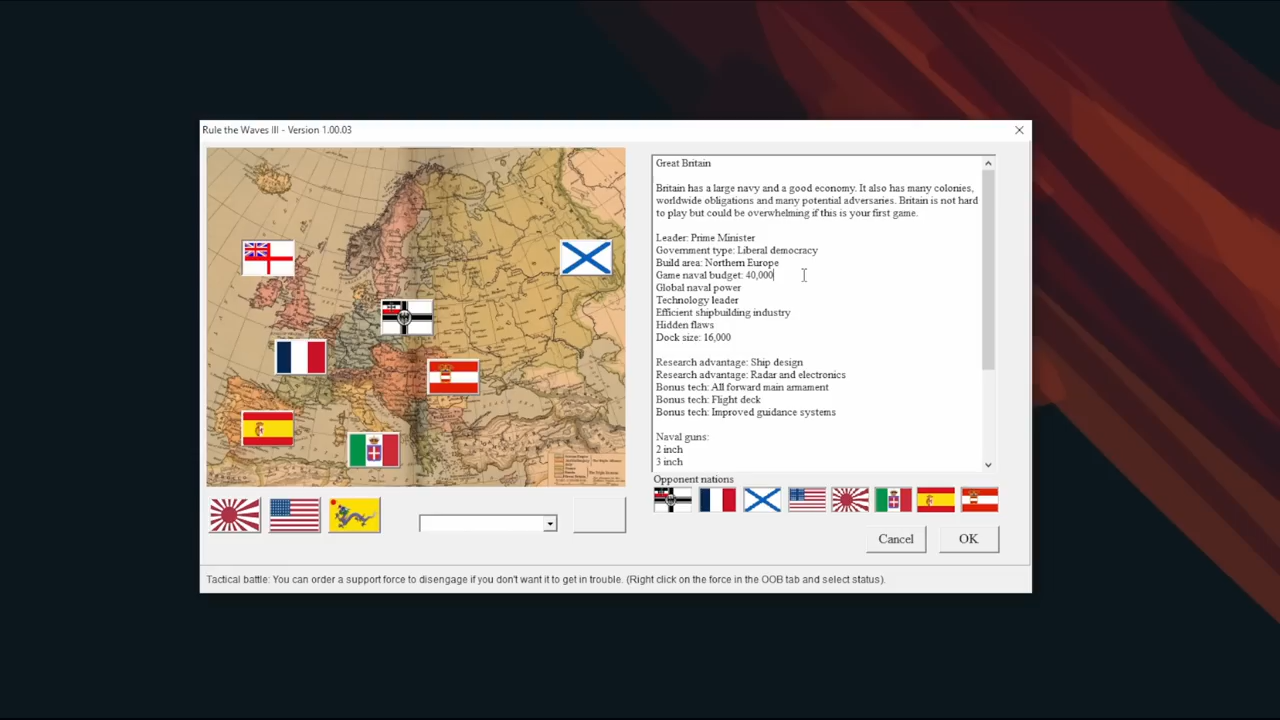 Rule the Waves III - Version 1.00.03
Great Britain
Britain has a large navy and a good economy. It also has many colonies,
worldwide obligations and many potential adversaries. Britain is not hard
to play but could be overwhelming if this is your first game.
Leader: Prime Minister
Government type: Liberal democracy
Build area: Northern Europe
Game naval budget: 40,000
Global naval power
Technology leader
Efficient shipbuilding industry
Hidden flaws
Dock size: 16,000
Research advantage: Ship design
Research advantage: Radar and electronics
Bonus tech: All forward main armament
Bonus tech: Flight deck
Bonus tech: Improved guidance systems
Naval guns:
2 inch
3 inch
Opponent nations
Cancel
OK
Tactical battle: You can order a support force to disengage if you don't want it to get in trouble. (Right click on the force in the OOB tab and select status).